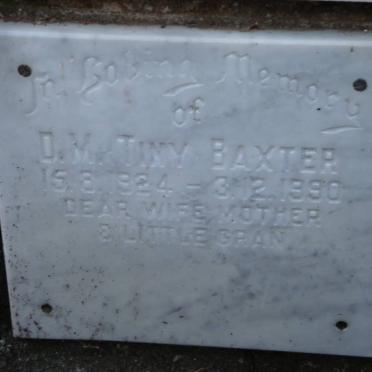 In Loving Memory
of
D. M. TINY BAXTER
15.8.1924 – 3.12.1990
DEAR WIFE, MOTHER
& LITTLE GRAN